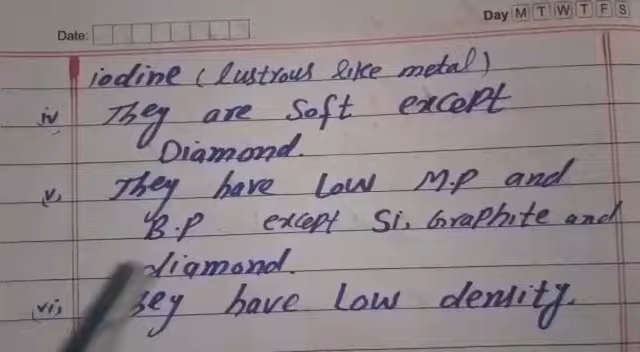 Day M T W T F S
Date:
iodine (lustrous like metal)
iv They are soft except
Diamond.
v, They have low M.P and
B.P except Si, Graphite and
diamond.
vi, hey have low density.